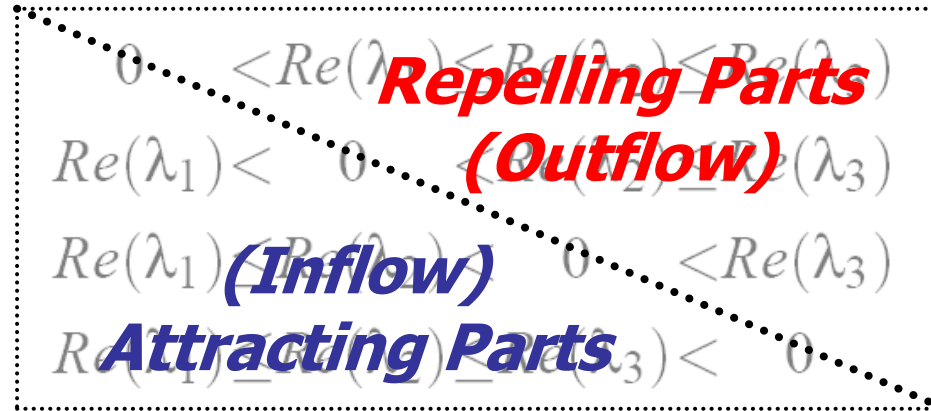 0 < Re(λ₁) ≤ Re(λ₂) ≤ Re(λ₃)
Repelling Parts
Re(λ₁) < 0 < Re(λ₂) ≤ Re(λ₃)
(Outflow)
Re(λ₁) ≤ Re(λ₂) < 0 < Re(λ₃)
(Inflow)
Re(λ₁) ≤ Re(λ₂) ≤ Re(λ₃) < 0
Attracting Parts